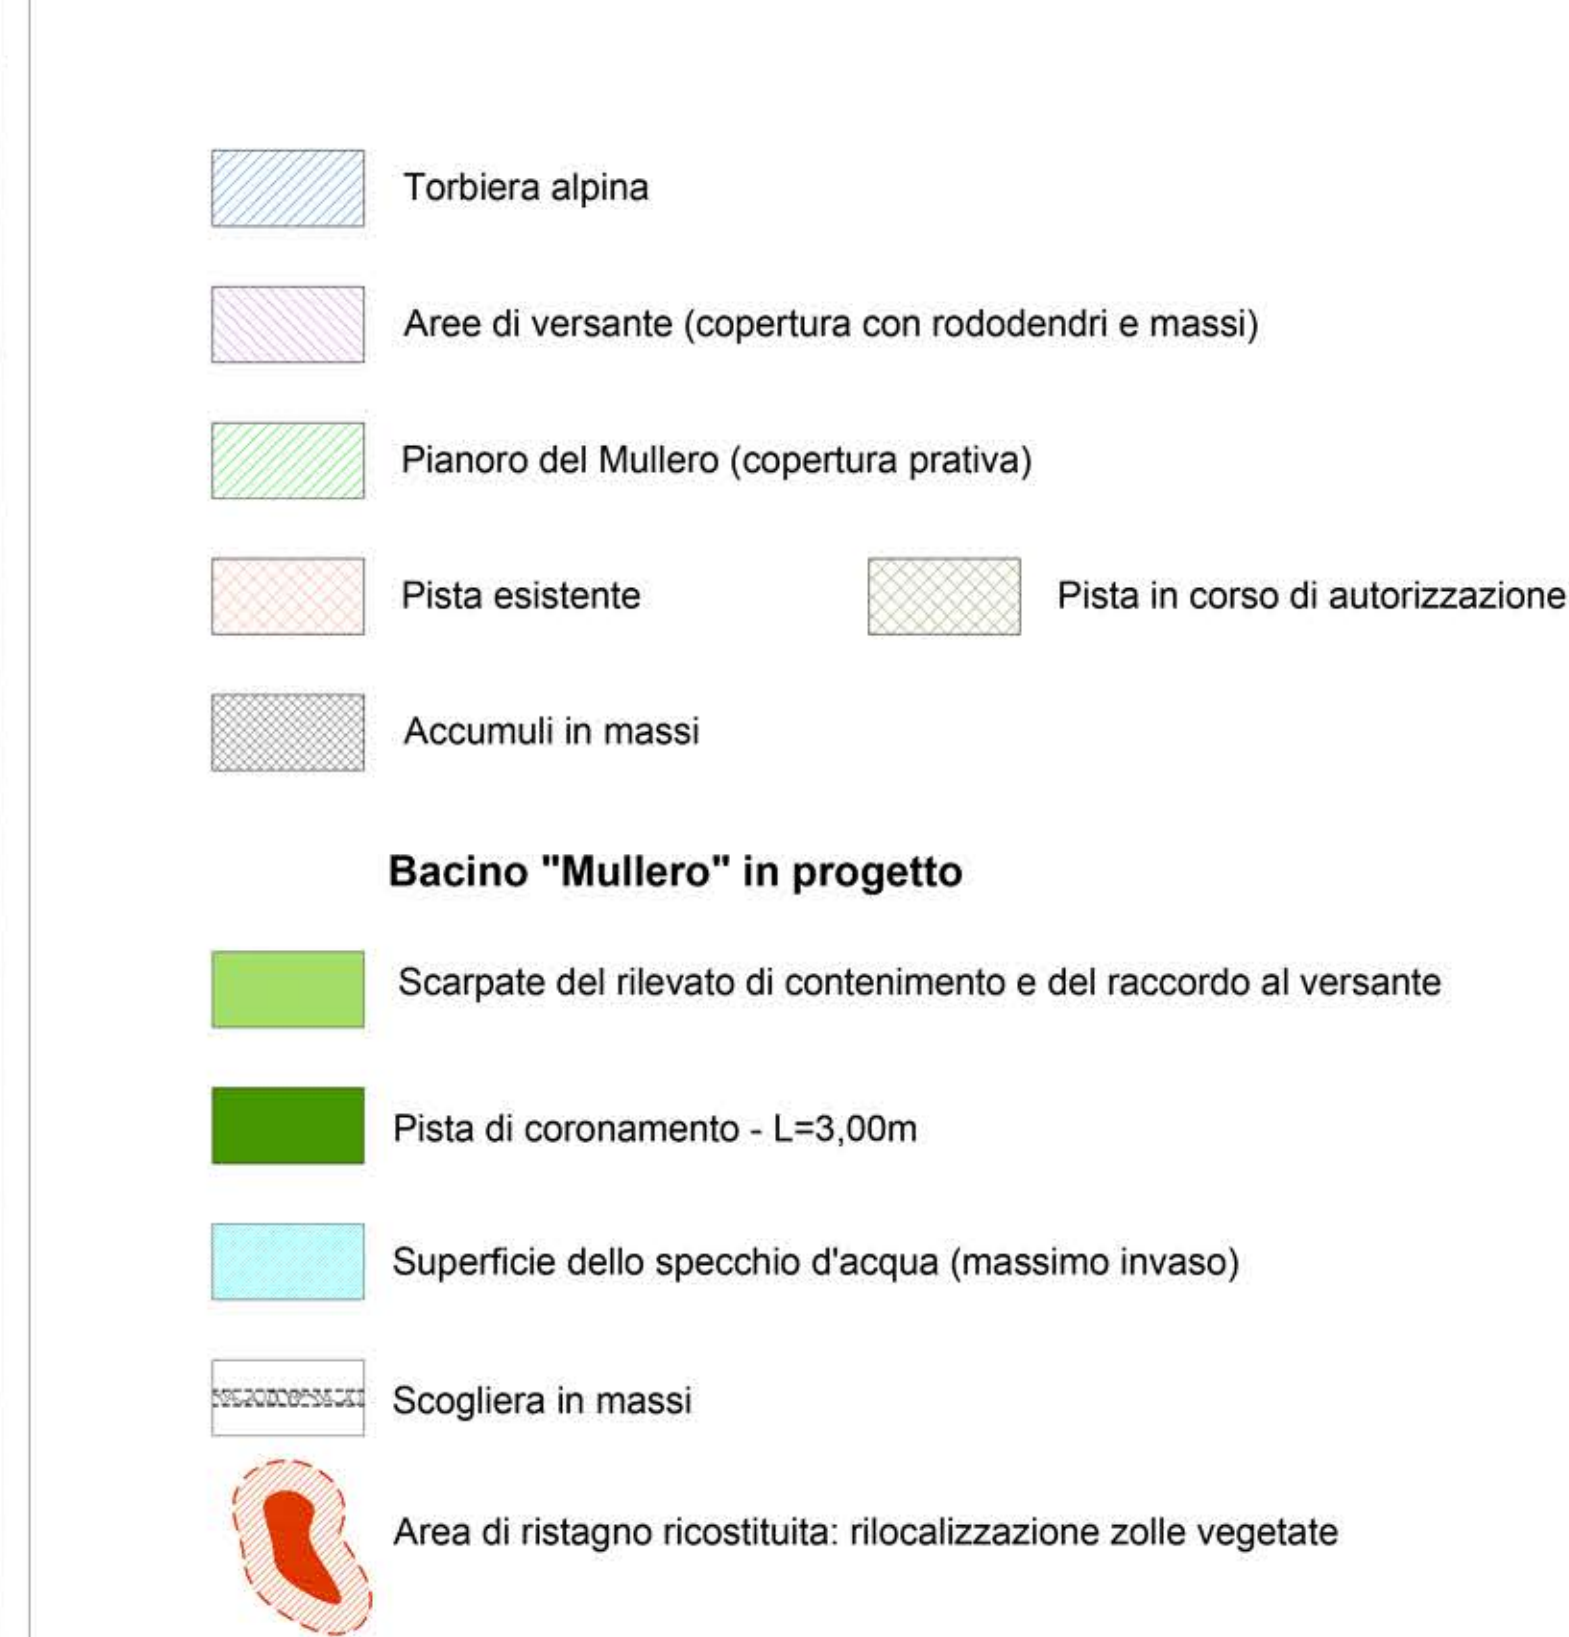 Torbiera alpina
Aree di versante (copertura con rododendri e massi)
Pianoro del Mullero (copertura prativa)
Pista esistente
Pista in corso di autorizzazione
Accumuli in massi
Bacino "Mullero" in progetto
Scarpate del rilevato di contenimento e del raccordo al versante
Pista di coronamento - L=3,00m
Superficie dello specchio d'acqua (massimo invaso)
Scogliera in massi
Area di ristagno ricostituita: rilocalizzazione zolle vegetate